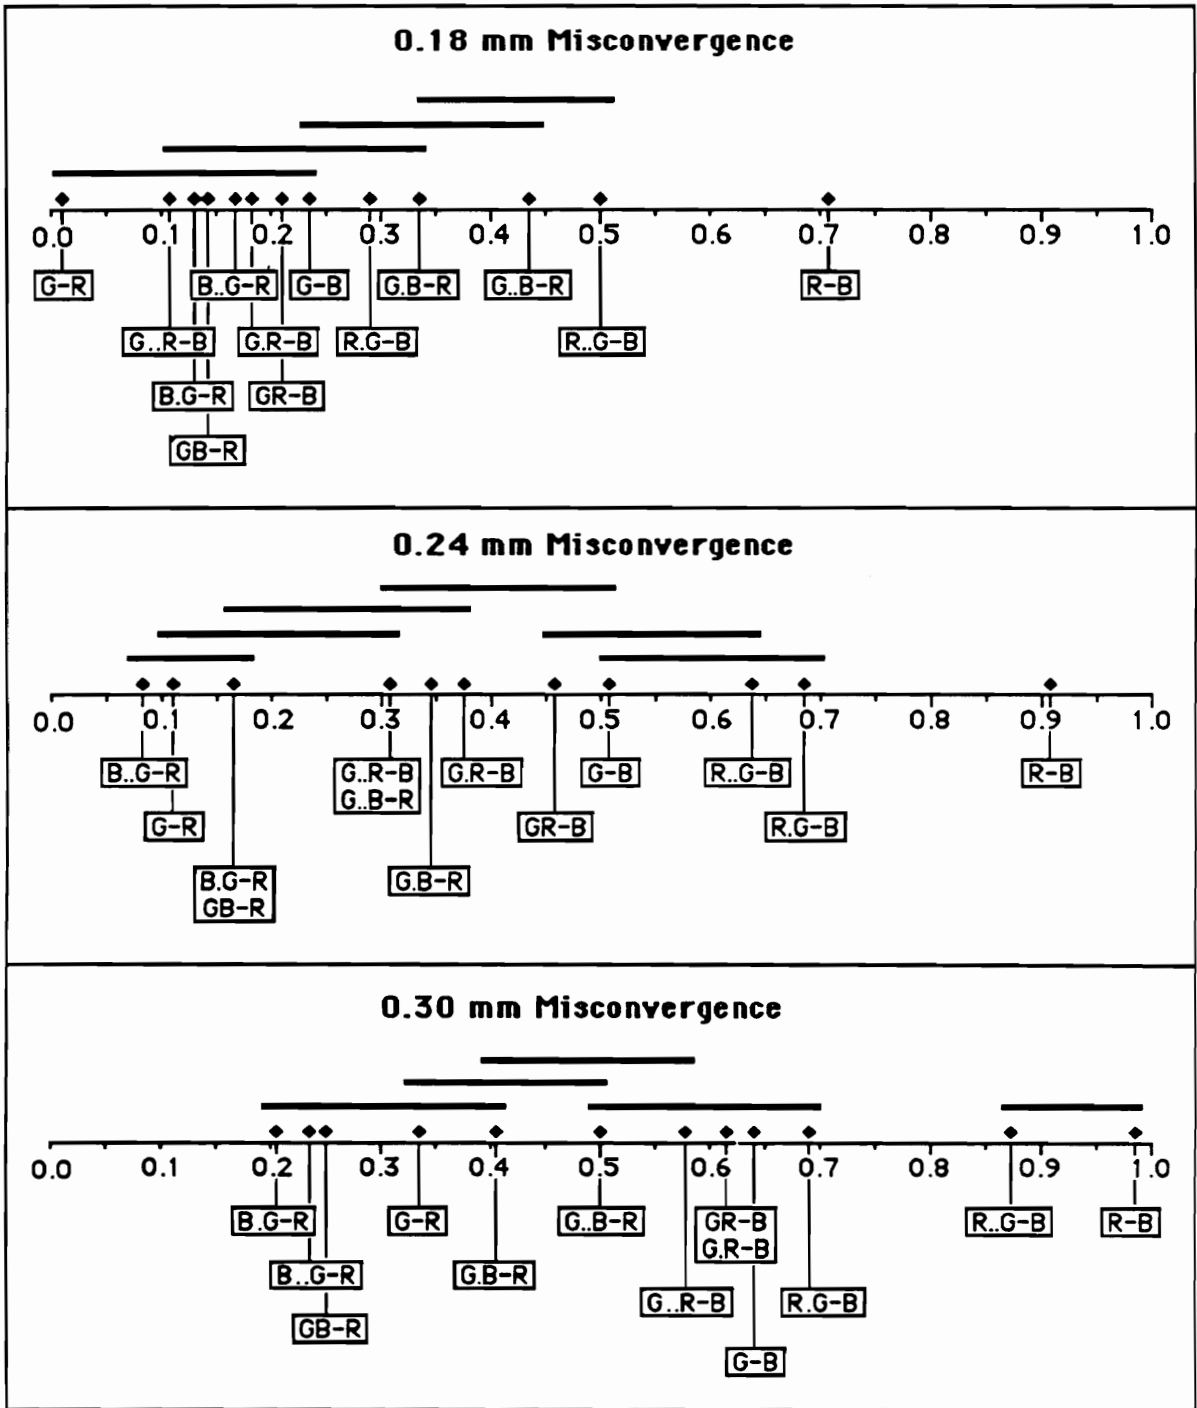 0.18 mm Misconvergence
0.0 0.1 0.2 0.3 0.4 0.5 0.6 0.7 0.8 0.9 1.0
G-R B..G-R G-B G.B-R G..B-R R-B
G..R-B G.R-B R.G-B R..G-B
B.G-R GR-B
GB-R
0.24 mm Misconvergence
0.0 0.1 0.2 0.3 0.4 0.5 0.6 0.7 0.8 0.9 1.0
B..G-R G..R-B G.R-B G-B R..G-B R-B
G..B-R
G-R GR-B R.G-B
B.G-R G.B-R
GB-R
0.30 mm Misconvergence
0.0 0.1 0.2 0.3 0.4 0.5 0.6 0.7 0.8 0.9 1.0
B.G-R G-R G..B-R GR-B R..G-B R-B
G.R-B
B..G-R G.B-R
G..R-B R.G-B
GB-R
G-B